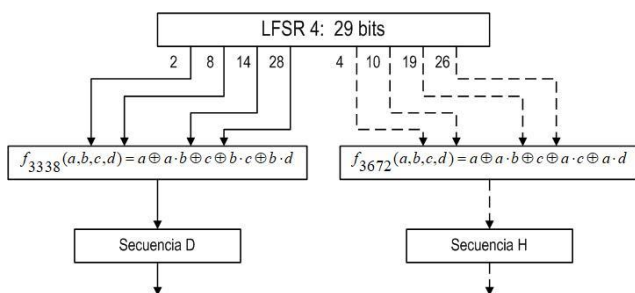 LFSR 4: 29 bits
2 8 14 28 4 10 19 26
f3338(a,b,c,d)=a⊕a·b⊕c⊕b·c⊕b·d
f3672(a,b,c,d)=a⊕a·b⊕c⊕a·c⊕a·d
Secuencia D
Secuencia H